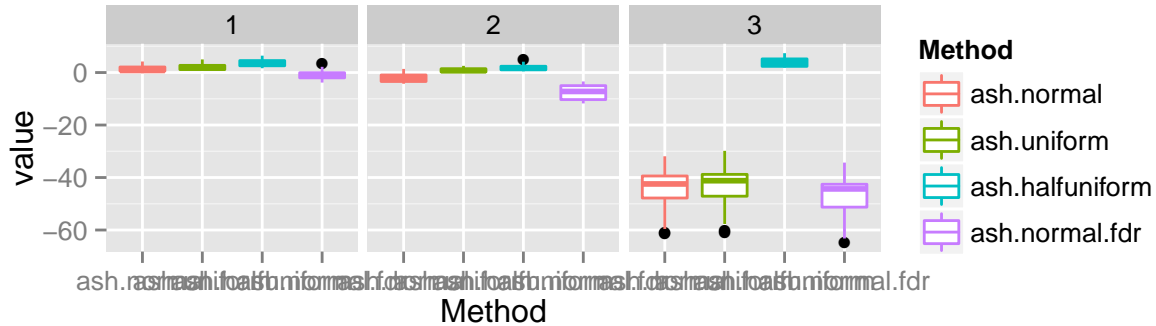 1 2 3
value
0
−20
−40
−60
Method
Method
ash.normal
ash.uniform
ash.halfuniform
ash.normal.fdr